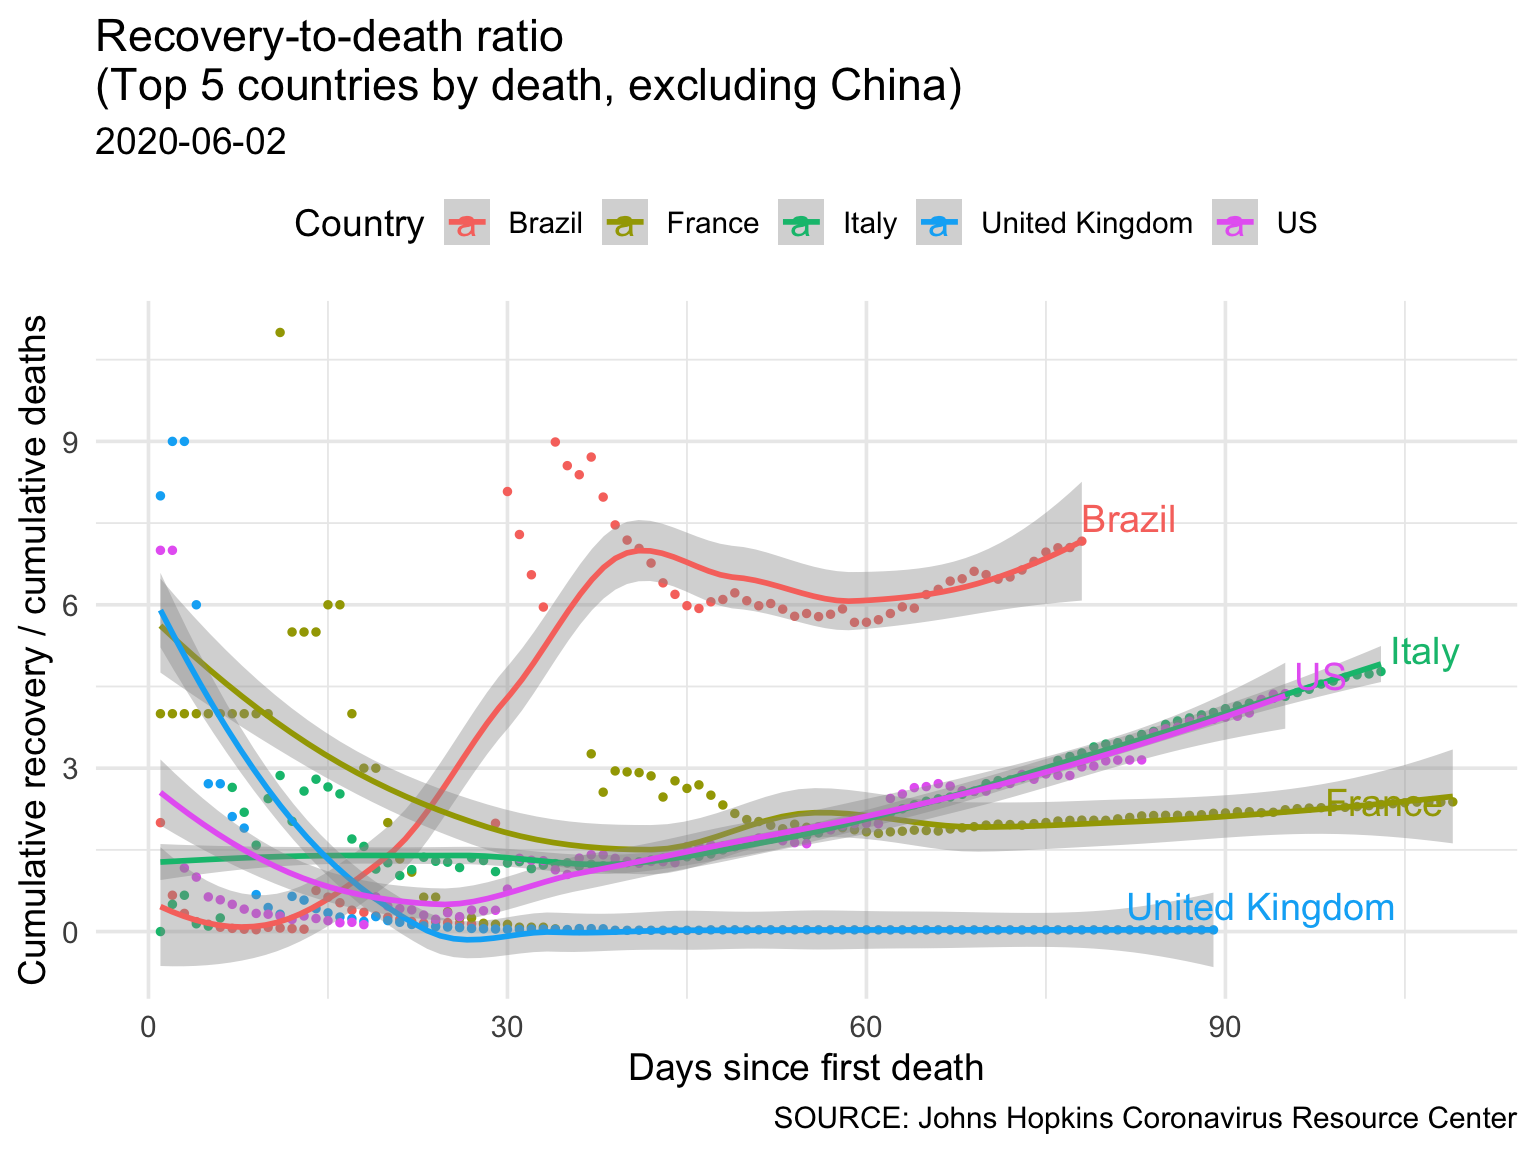 Recovery-to-death ratio
(Top 5 countries by death, excluding China)
2020-06-02
Country a Brazil a France a Italy a United Kingdom a US
Cumulative recovery / cumulative deaths
9
6
3
0
Brazil
Italy
US
France
United Kingdom
0 30 60 90
Days since first death
SOURCE: Johns Hopkins Coronavirus Resource Center